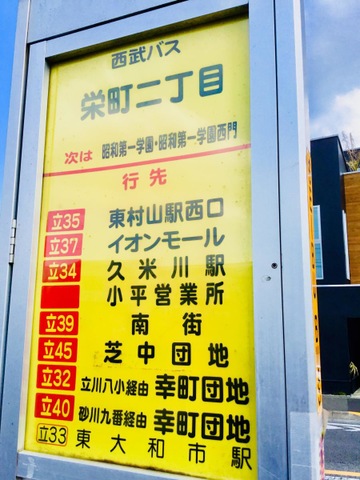 西武バス
栄町二丁目
次は 昭和第一学園・昭和第一学園西門
行先
立35 東村山駅西口
立37 イオンモール
立34 久米川駅
小平営業所
立39 南街
立45 芝中団地
立32 立川八小経由 幸町団地
立40 砂川九番経由 幸町団地
立33 東大和市駅